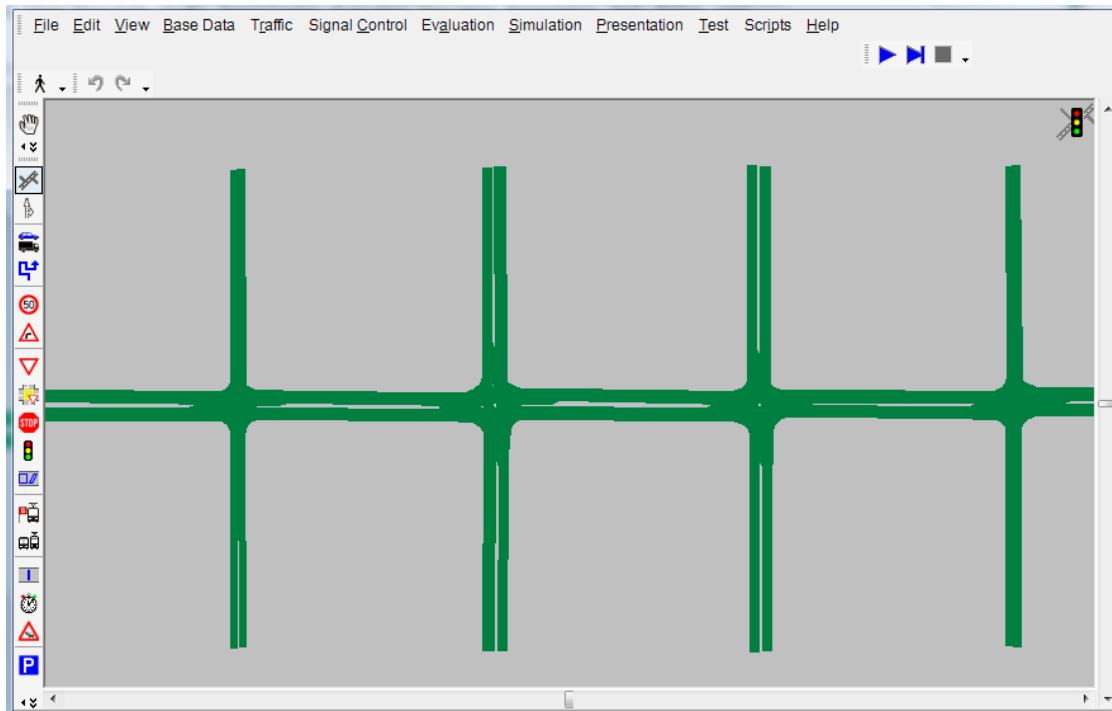 File Edit View Base Data Traffic Signal Control Evaluation Simulation Presentation Test Scripts Help
50
STOP
P